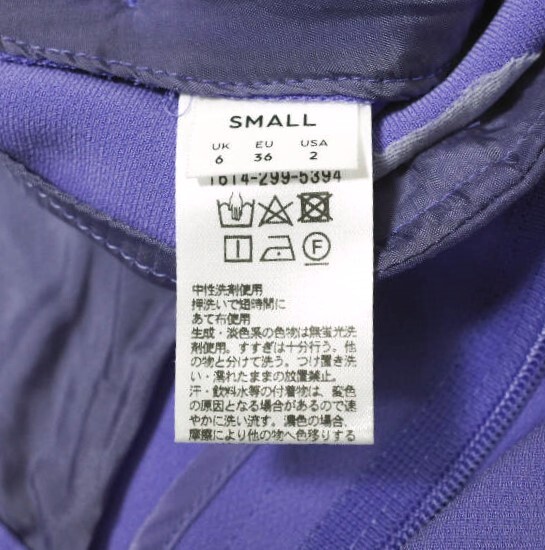 SMALL
UK EU USA
6 36 2
1614-299-5394
F
中性洗剤使用
押洗いで短時間に
あて布使用
生成・淡色系の色物は無蛍光洗
剤使用。すすぎは十分行う。他
の物と分けて洗う。つけ置き洗
い・濡れたままの放置禁止。
汗・飲料水等の付着物は、変色
の原因となる場合があるので速
やかに洗い流す。濃色の場合、
摩擦により他の物へ色移りする